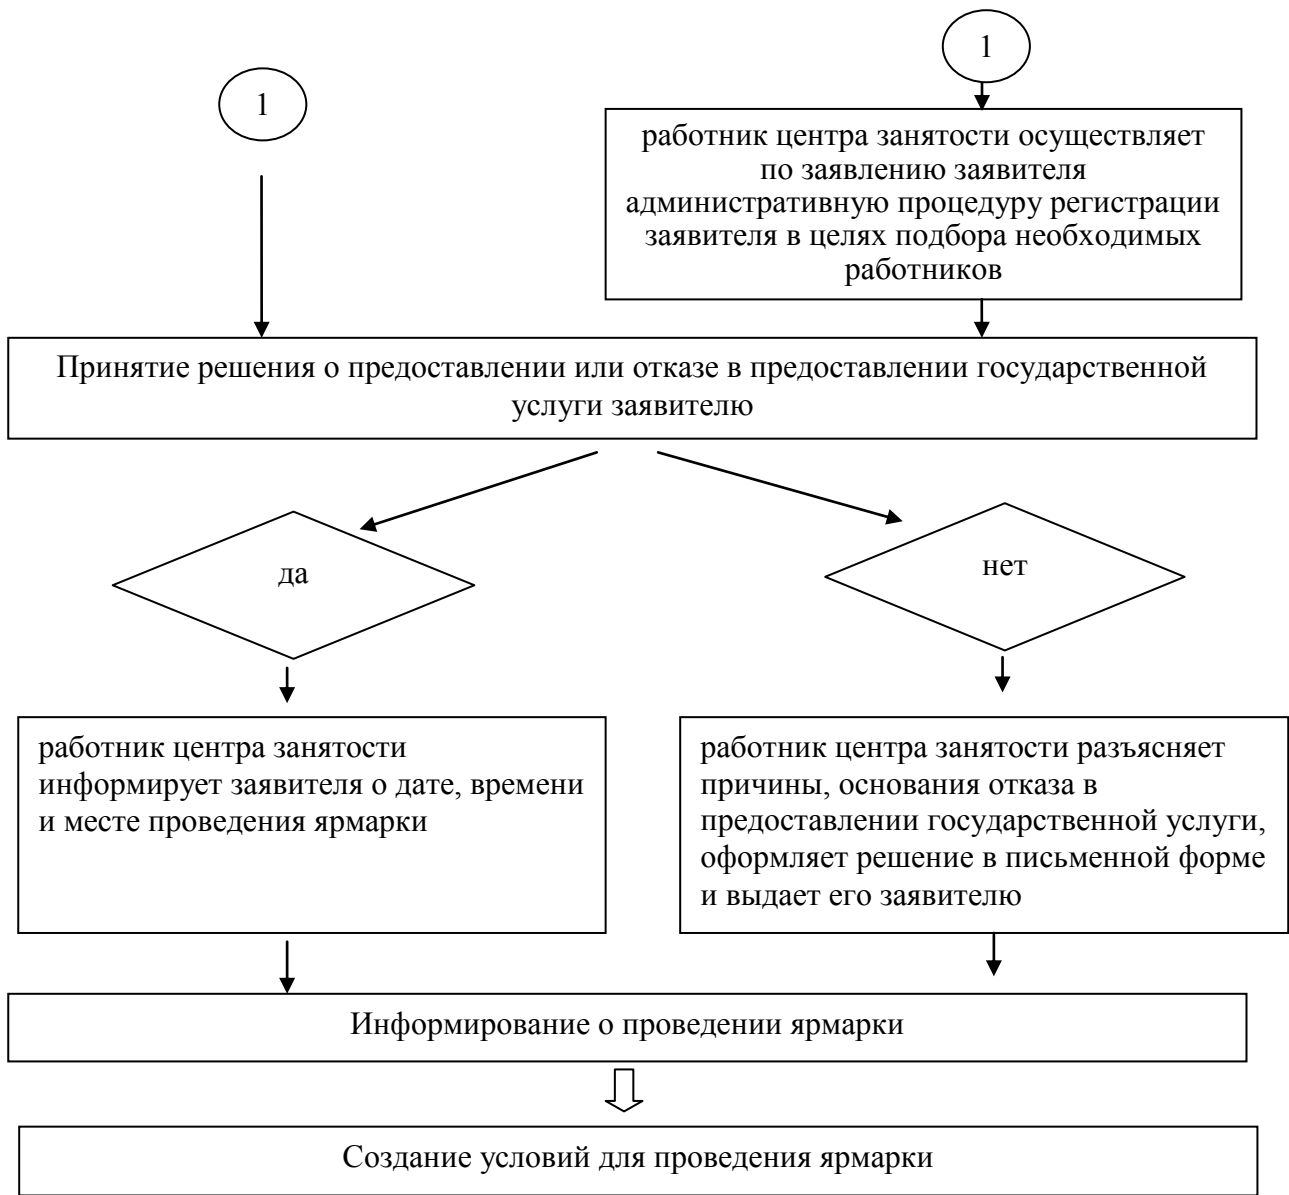 1
1
работник центра занятости осуществляет
по заявлению заявителя
административную процедуру регистрации
заявителя в целях подбора необходимых
работников
Принятие решения о предоставлении или отказе в предоставлении государственной
услуги заявителю
да
нет
работник центра занятости
информирует заявителя о дате, времени
и месте проведения ярмарки
работник центра занятости разъясняет
причины, основания отказа в
предоставлении государственной услуги,
оформляет решение в письменной форме
и выдает его заявителю
Информирование о проведении ярмарки
Создание условий для проведения ярмарки